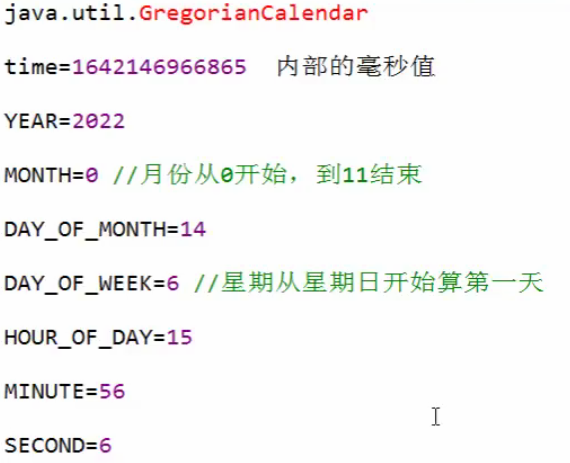 java.util.GregorianCalendar
time=1642146966865  内部的毫秒值
YEAR=2022
MONTH=0 //月份从0开始，到11结束
DAY_OF_MONTH=14
DAY_OF_WEEK=6 //星期从星期日开始算第一天
HOUR_OF_DAY=15
MINUTE=56
SECOND=6